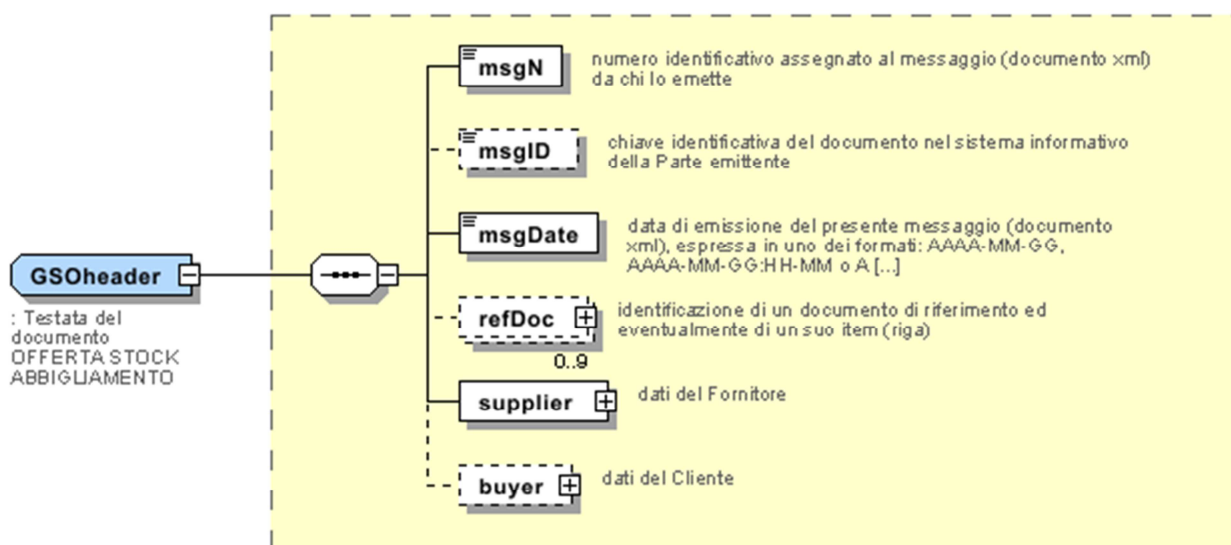 msgN
numero identificativo assegnato al messaggio (documento xml)
da chi lo emette
msgID
chiave identificativa del documento nel sistema informativo
della Parte emittente
msgDate
data di emissione del presente messaggio (documento
xml), espressa in uno dei formati: AAAA-MM-GG,
AAAA-MM-GG:HH-MM o A [...]
GSOheader
: Testata del
documento
OFFERTA STOCK
ABBIGLIAMENTO
refDoc
identificazione di un documento di riferimento ed
eventualmente di un suo item (riga)
0..9
supplier
dati del Fornitore
buyer
dati del Cliente